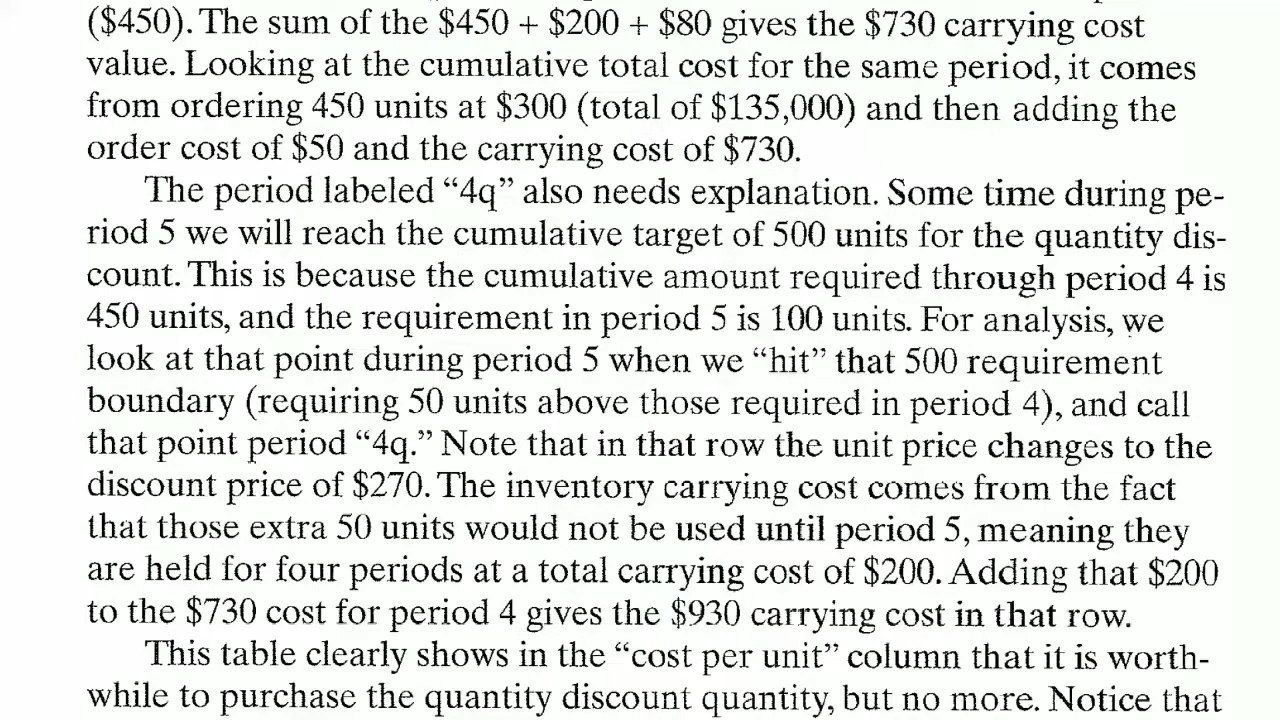 ($450). The sum of the $450 + $200 + $80 gives the $730 carrying cost
value. Looking at the cumulative total cost for the same period, it comes
from ordering 450 units at $300 (total of $135,000) and then adding the
order cost of $50 and the carrying cost of $730.
The period labeled “4q” also needs explanation. Some time during pe-
riod 5 we will reach the cumulative target of 500 units for the quantity dis-
count. This is because the cumulative amount required through period 4 is
450 units, and the requirement in period 5 is 100 units. For analysis, we
look at that point during period 5 when we “hit” that 500 requirement
boundary (requiring 50 units above those required in period 4), and call
that point period “4q.” Note that in that row the unit price changes to the
discount price of $270. The inventory carrying cost comes from the fact
that those extra 50 units would not be used until period 5, meaning they
are held for four periods at a total carrying cost of $200. Adding that $200
to the $730 cost for period 4 gives the $930 carrying cost in that row.
This table clearly shows in the “cost per unit” column that it is worth-
while to purchase the quantity discount quantity, but no more. Notice that